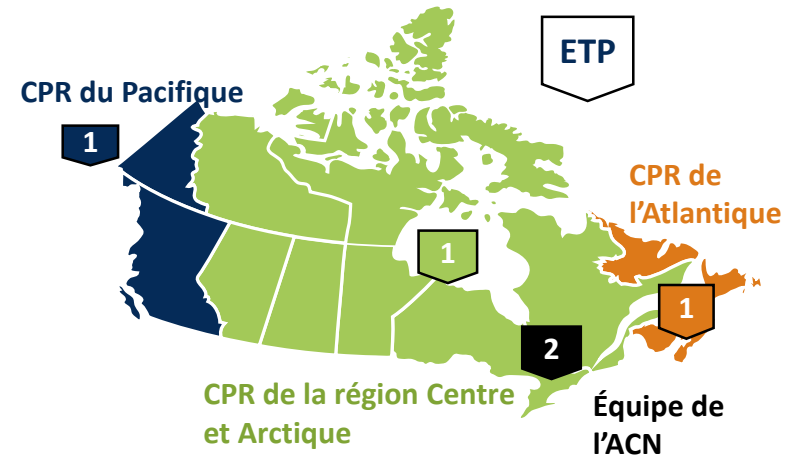 ETP
CPR du Pacifique
1
CPR de
l’Atlantique
1
1
2
CPR de la région Centre
et Arctique
Équipe de
l’ACN